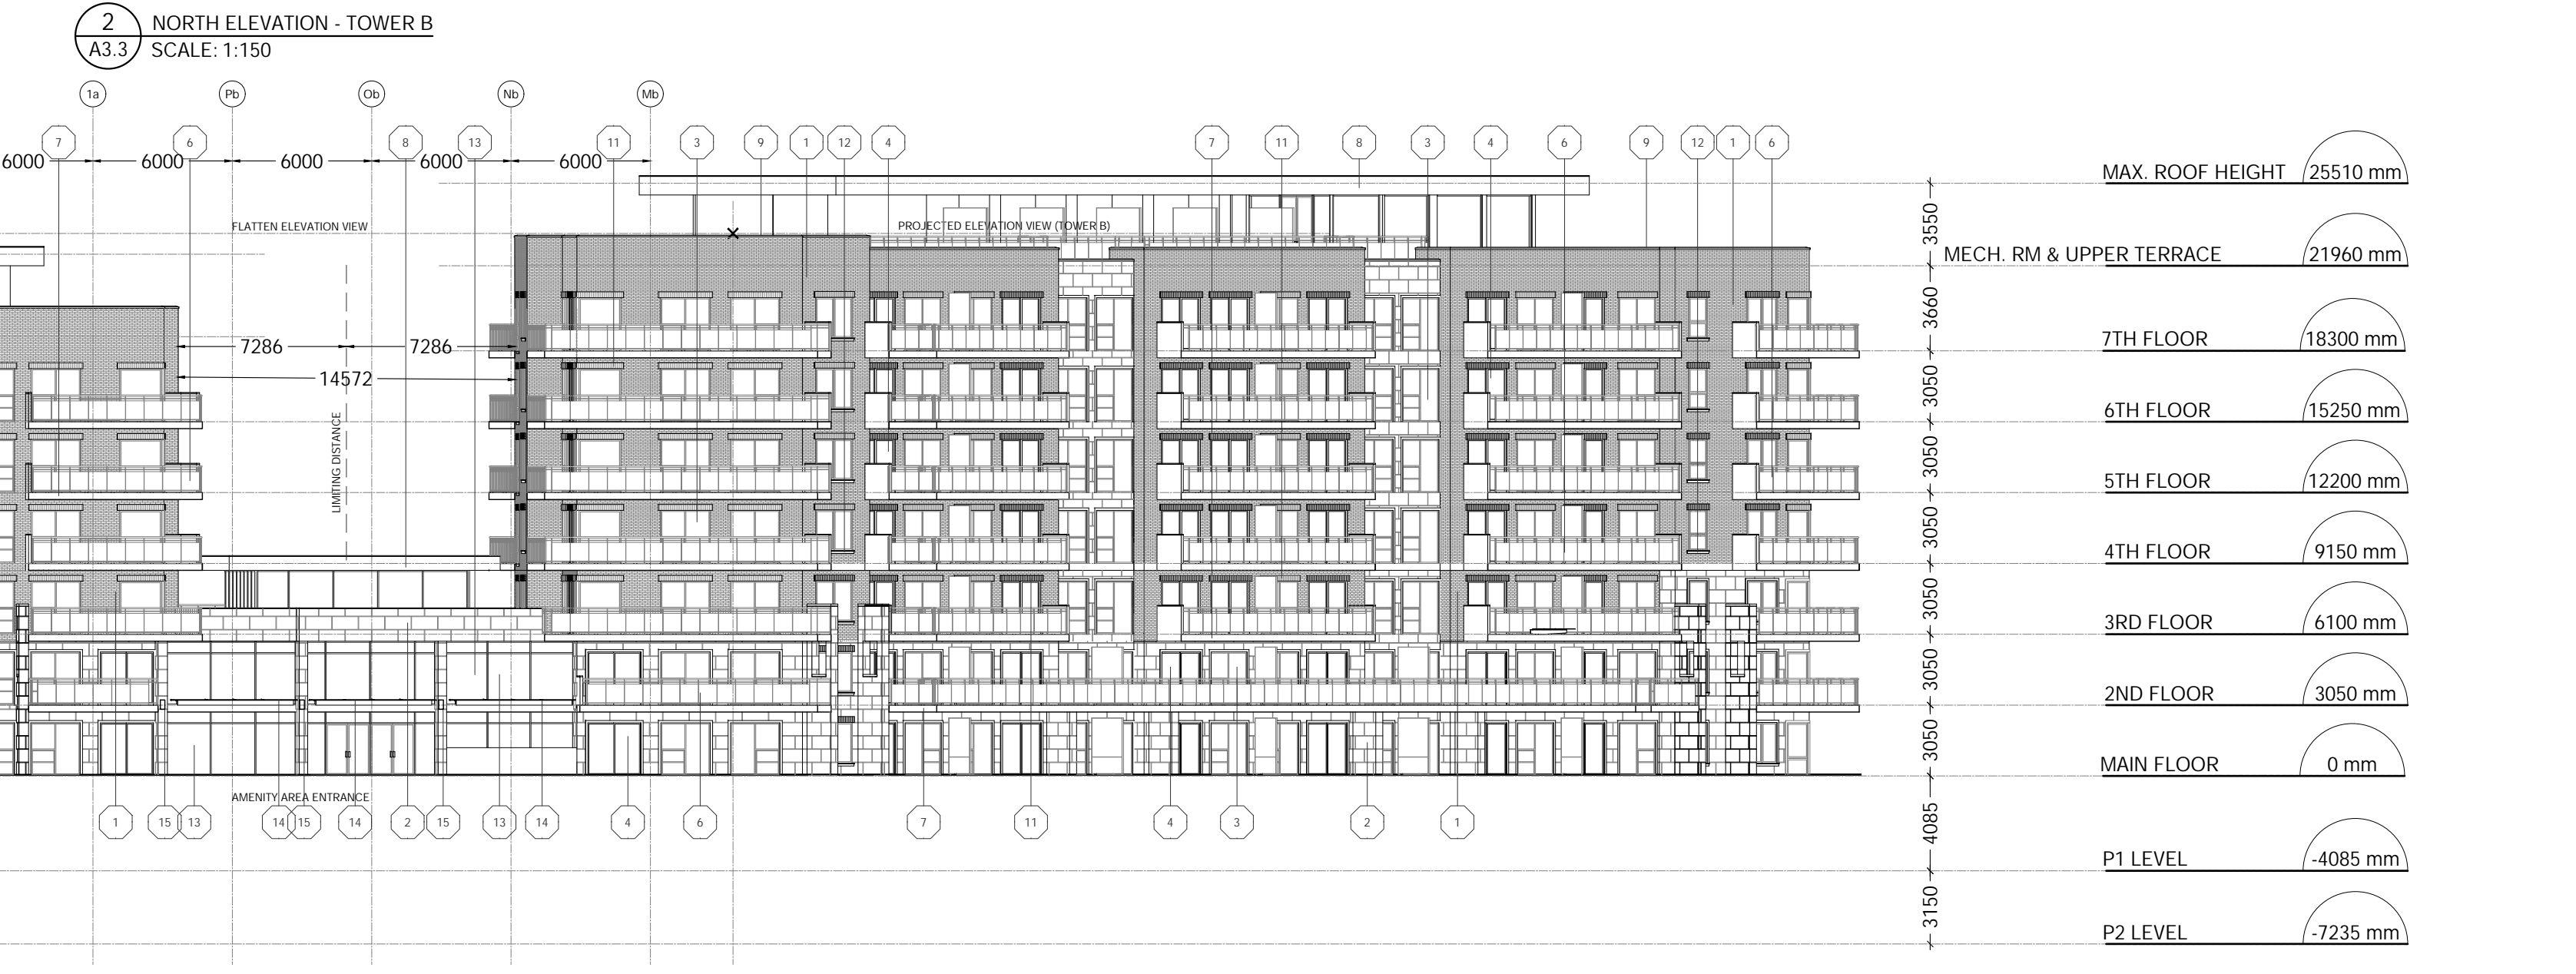 2
A3.3
NORTH ELEVATION - TOWER B
SCALE: 1:150
1a Pb Ob Nb Mb
7 6 8 13 11 3 9 1 12 4 7 11 8 3 4 6 9 12 1 6
6000 6000 6000 6000 6000
FLATTEN ELEVATION VIEW
PROJECTED ELEVATION VIEW (TOWER B)
7286 7286
14572
LIMITING DISTANCE
AMENITY AREA ENTRANCE
1 15 13 14 15 14 2 15 13 14 4 6 7 11 4 3 2 1
3550
3660
3050
3050
3050
3050
3050
3050
3050
4085
3150
MAX. ROOF HEIGHT 25510 mm
MECH. RM & UPPER TERRACE 21960 mm
7TH FLOOR 18300 mm
6TH FLOOR 15250 mm
5TH FLOOR 12200 mm
4TH FLOOR 9150 mm
3RD FLOOR 6100 mm
2ND FLOOR 3050 mm
MAIN FLOOR 0 mm
P1 LEVEL -4085 mm
P2 LEVEL -7235 mm